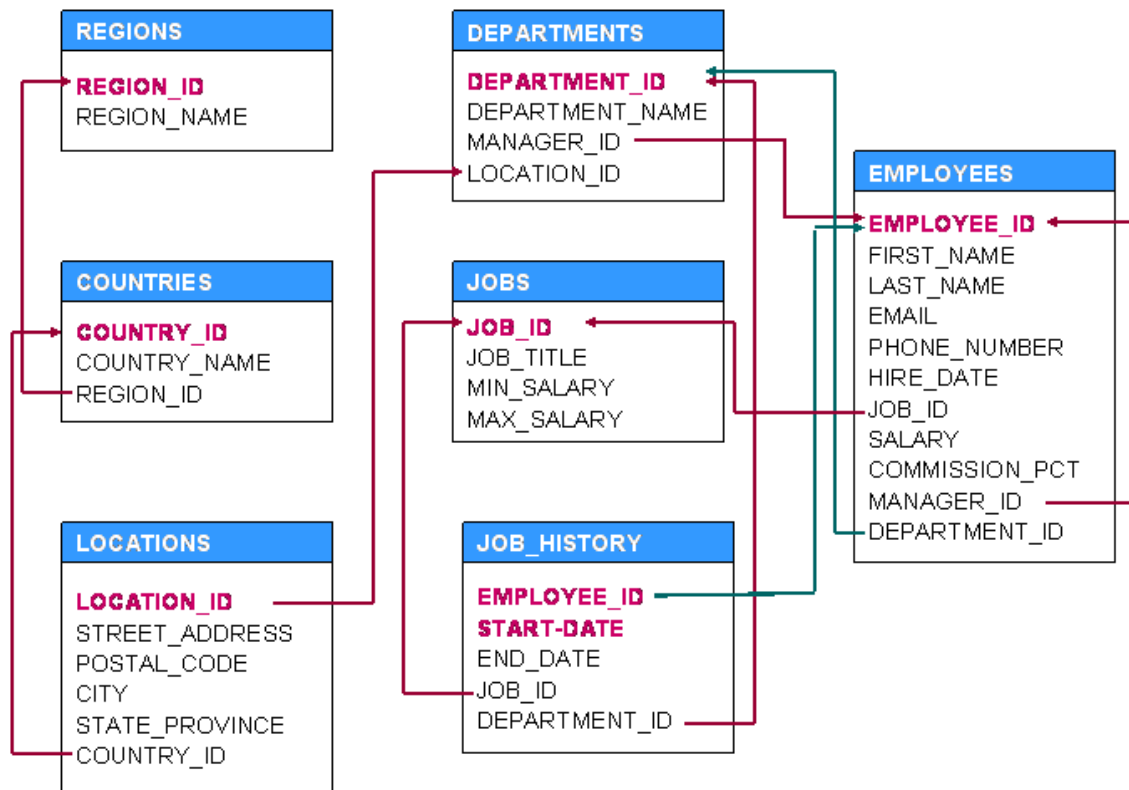 REGIONS
REGION_ID
REGION_NAME
DEPARTMENTS
DEPARTMENT_ID
DEPARTMENT_NAME
MANAGER_ID
LOCATION_ID
EMPLOYEES
EMPLOYEE_ID
FIRST_NAME
LAST_NAME
EMAIL
PHONE_NUMBER
HIRE_DATE
JOB_ID
SALARY
COMMISSION_PCT
MANAGER_ID
DEPARTMENT_ID
COUNTRIES
COUNTRY_ID
COUNTRY_NAME
REGION_ID
JOBS
JOB_ID
JOB_TITLE
MIN_SALARY
MAX_SALARY
LOCATIONS
LOCATION_ID
STREET_ADDRESS
POSTAL_CODE
CITY
STATE_PROVINCE
COUNTRY_ID
JOB_HISTORY
EMPLOYEE_ID
START-DATE
END_DATE
JOB_ID
DEPARTMENT_ID